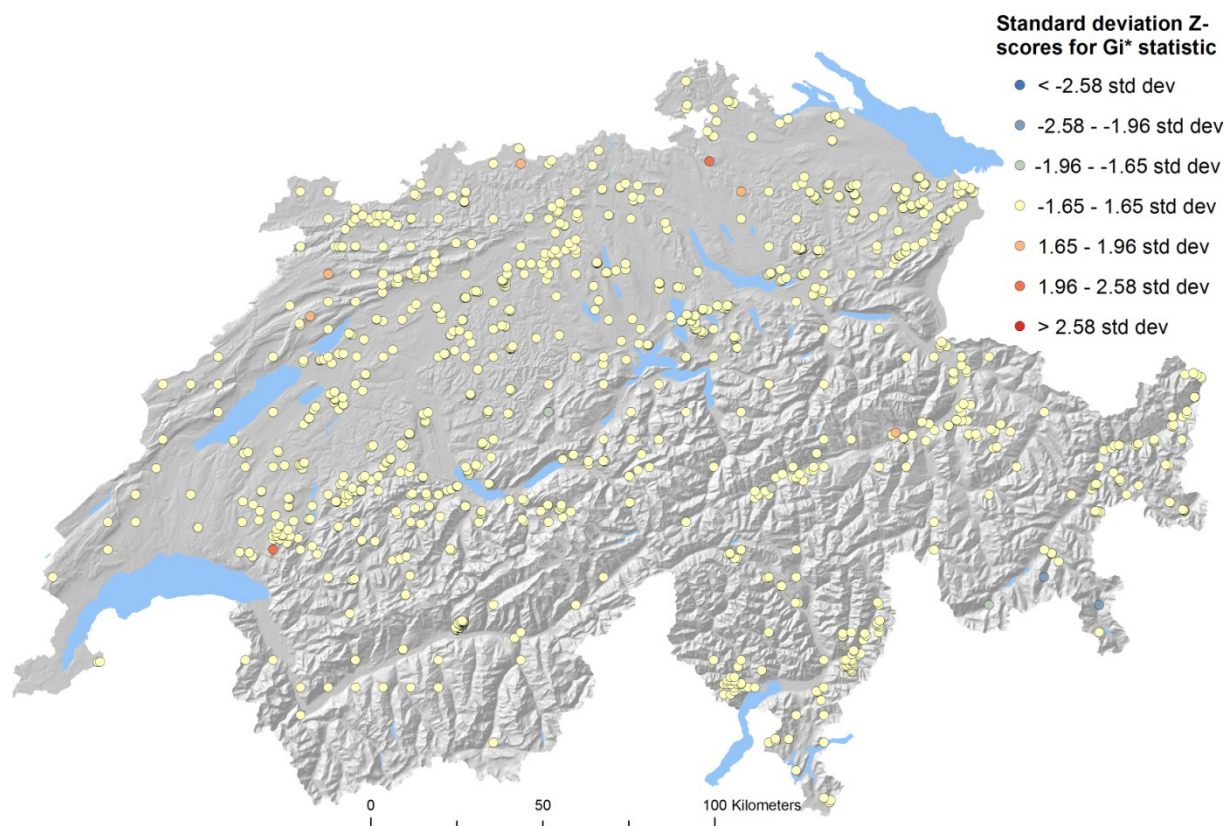 Standard deviation Z-
scores for Gi* statistic
< -2.58 std dev
-2.58 - -1.96 std dev
-1.96 - -1.65 std dev
-1.65 - 1.65 std dev
1.65 - 1.96 std dev
1.96 - 2.58 std dev
> 2.58 std dev
0 50 100 Kilometers